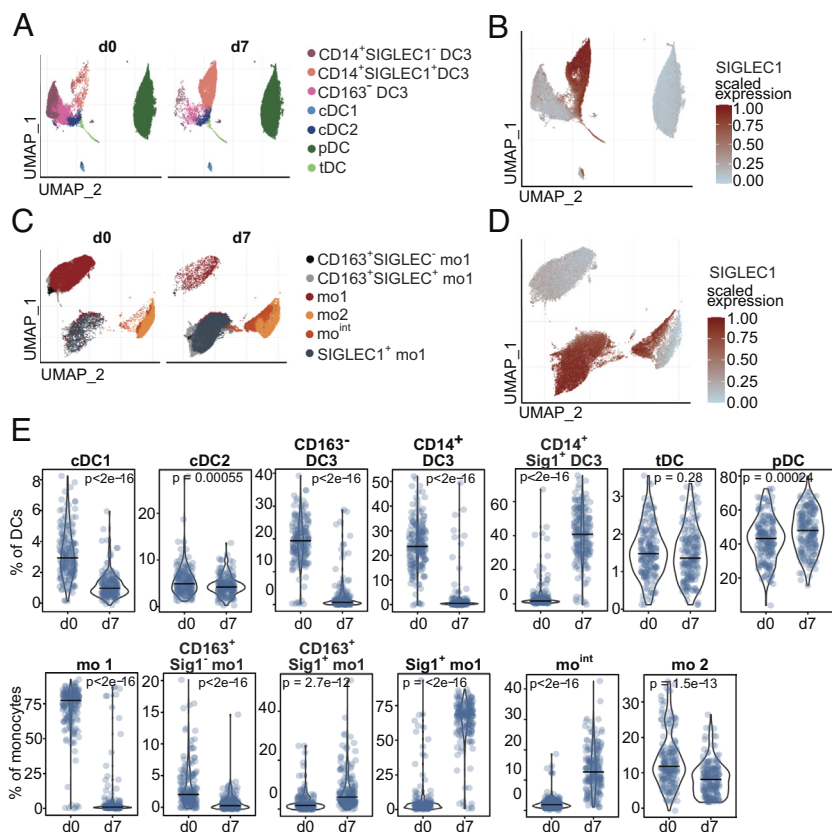 A
d0
d7
CD14+SIGLEC1- DC3
CD14+SIGLEC1+DC3
CD163- DC3
cDC1
cDC2
pDC
tDC
UMAP_1
UMAP_2
B
SIGLEC1
scaled
expression
1.00
0.75
0.50
0.25
0.00
UMAP_1
UMAP_2
C
d0
d7
CD163+SIGLEC- mo1
CD163+SIGLEC+ mo1
mo1
mo2
moint
SIGLEC1+ mo1
UMAP_1
UMAP_2
D
SIGLEC1
scaled
expression
1.00
0.75
0.50
0.25
0.00
UMAP_1
UMAP_2
E
% of DCs
cDC1
p<2e-16
8
6
4
2
0
d0 d7
cDC2
p = 0.00055
10
5
0
d0 d7
CD163-
DC3
p<2e-16
40
30
20
10
0
d0 d7
CD14+
DC3
p<2e-16
50
40
30
20
10
0
d0 d7
CD14+
Sig1+ DC3
p<2e-16
60
40
20
0
d0 d7
tDC
p = 0.28
3
2
1
0
d0 d7
pDC
p = 0.00024
80
60
40
20
d0 d7
% of monocytes
mo 1
p<2e-16
75
50
25
0
d0 d7
CD163+
Sig1- mo1
p<2e-16
20
15
10
5
0
d0 d7
CD163+
Sig1+ mo1
p = 2.7e-12
40
20
0
0
d0 d7
Sig1+ mo1
p = <2e-16
75
50
25
0
d0 d7
moint
p<2e-16
40
30
20
10
0
0
d0 d7
mo 2
p = 1.5e-13
30
20
10
0
d0 d7